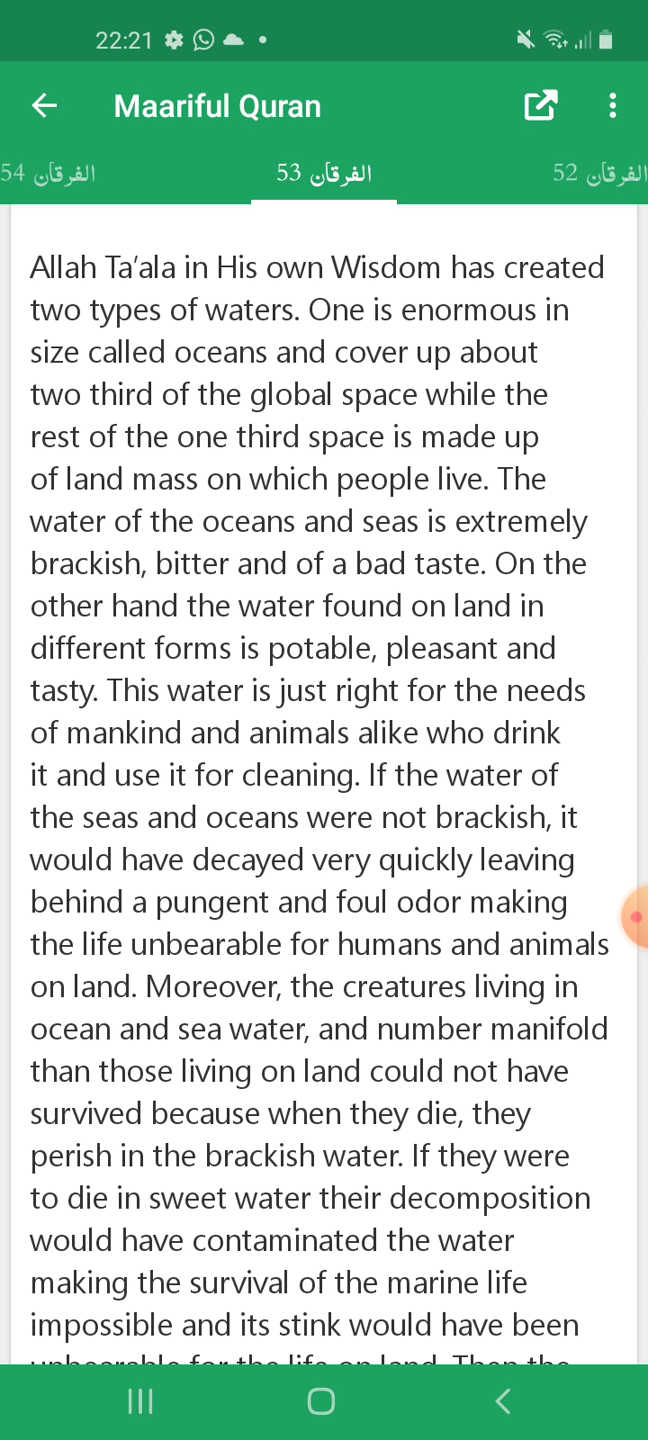 22:21
Maariful Quran
الفرقان 54
الفرقان 53
الفرقان 52
Allah Ta’ala in His own Wisdom has created
two types of waters. One is enormous in
size called oceans and cover up about
two third of the global space while the
rest of the one third space is made up
of land mass on which people live. The
water of the oceans and seas is extremely
brackish, bitter and of a bad taste. On the
other hand the water found on land in
different forms is potable, pleasant and
tasty. This water is just right for the needs
of mankind and animals alike who drink
it and use it for cleaning. If the water of
the seas and oceans were not brackish, it
would have decayed very quickly leaving
behind a pungent and foul odor making
the life unbearable for humans and animals
on land. Moreover, the creatures living in
ocean and sea water, and number manifold
than those living on land could not have
survived because when they die, they
perish in the brackish water. If they were
to die in sweet water their decomposition
would have contaminated the water
making the survival of the marine life
impossible and its stink would have been
unbearable for the life on land. Then the